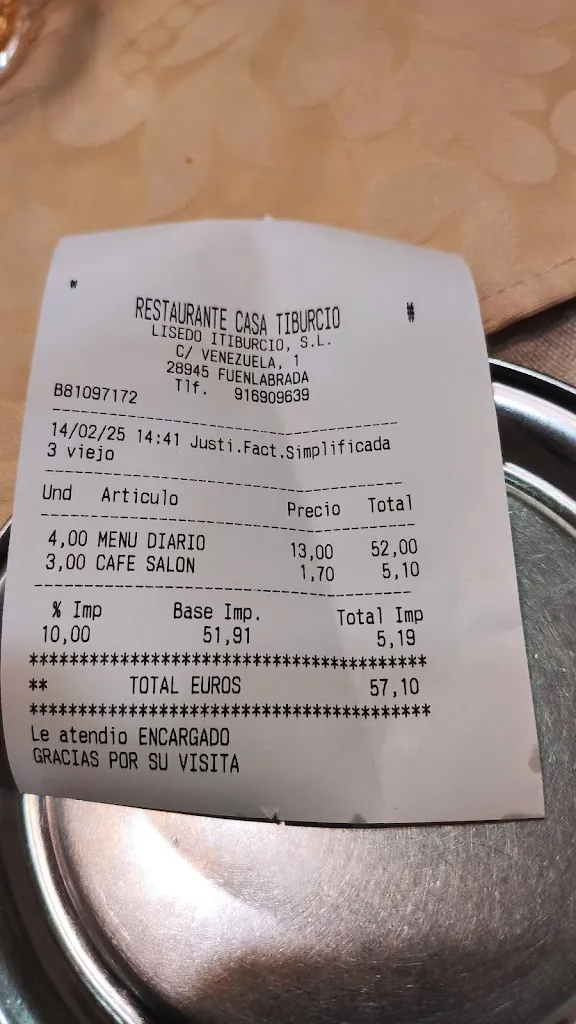 RESTAURANTE CASA TIBURCIO
LISEDO ITIBURCIO, S.L.
C/ VENEZUELA, 1
28945 FUENLABRADA
Tlf. 916909639
B81097172
14/02/25 14:41 Justi.Fact.Simplificada
3 viejo
Und Articulo Precio Total
4,00 MENU DIARIO 13,00 52,00
3,00 CAFE SALON 1,70 5,10
% Imp Base Imp. Total Imp
10,00 51,91 5,19
****************************************
** TOTAL EUROS 57,10
****************************************
Le atendio ENCARGADO
GRACIAS POR SU VISITA